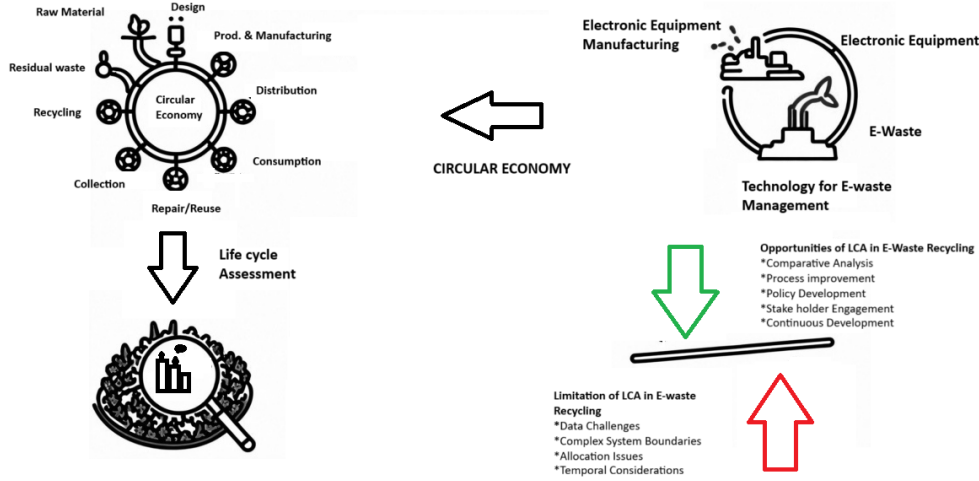 Raw Material
Design
Prod. & Manufacturing
Residual waste
Distribution
Circular
Economy
Recycling
Consumption
Collection
Repair/Reuse
Life cycle
Assessment
CIRCULAR ECONOMY
Electronic Equipment
Manufacturing
Electronic Equipment
E-Waste
Technology for E-waste
Management
Opportunities of LCA in E-Waste Recycling
*Comparative Analysis
*Process improvement
*Policy Development
*Stake holder Engagement
*Continuous Development
Limitation of LCA in E-waste
Recycling
*Data Challenges
*Complex System Boundaries
*Allocation Issues
*Temporal Considerations